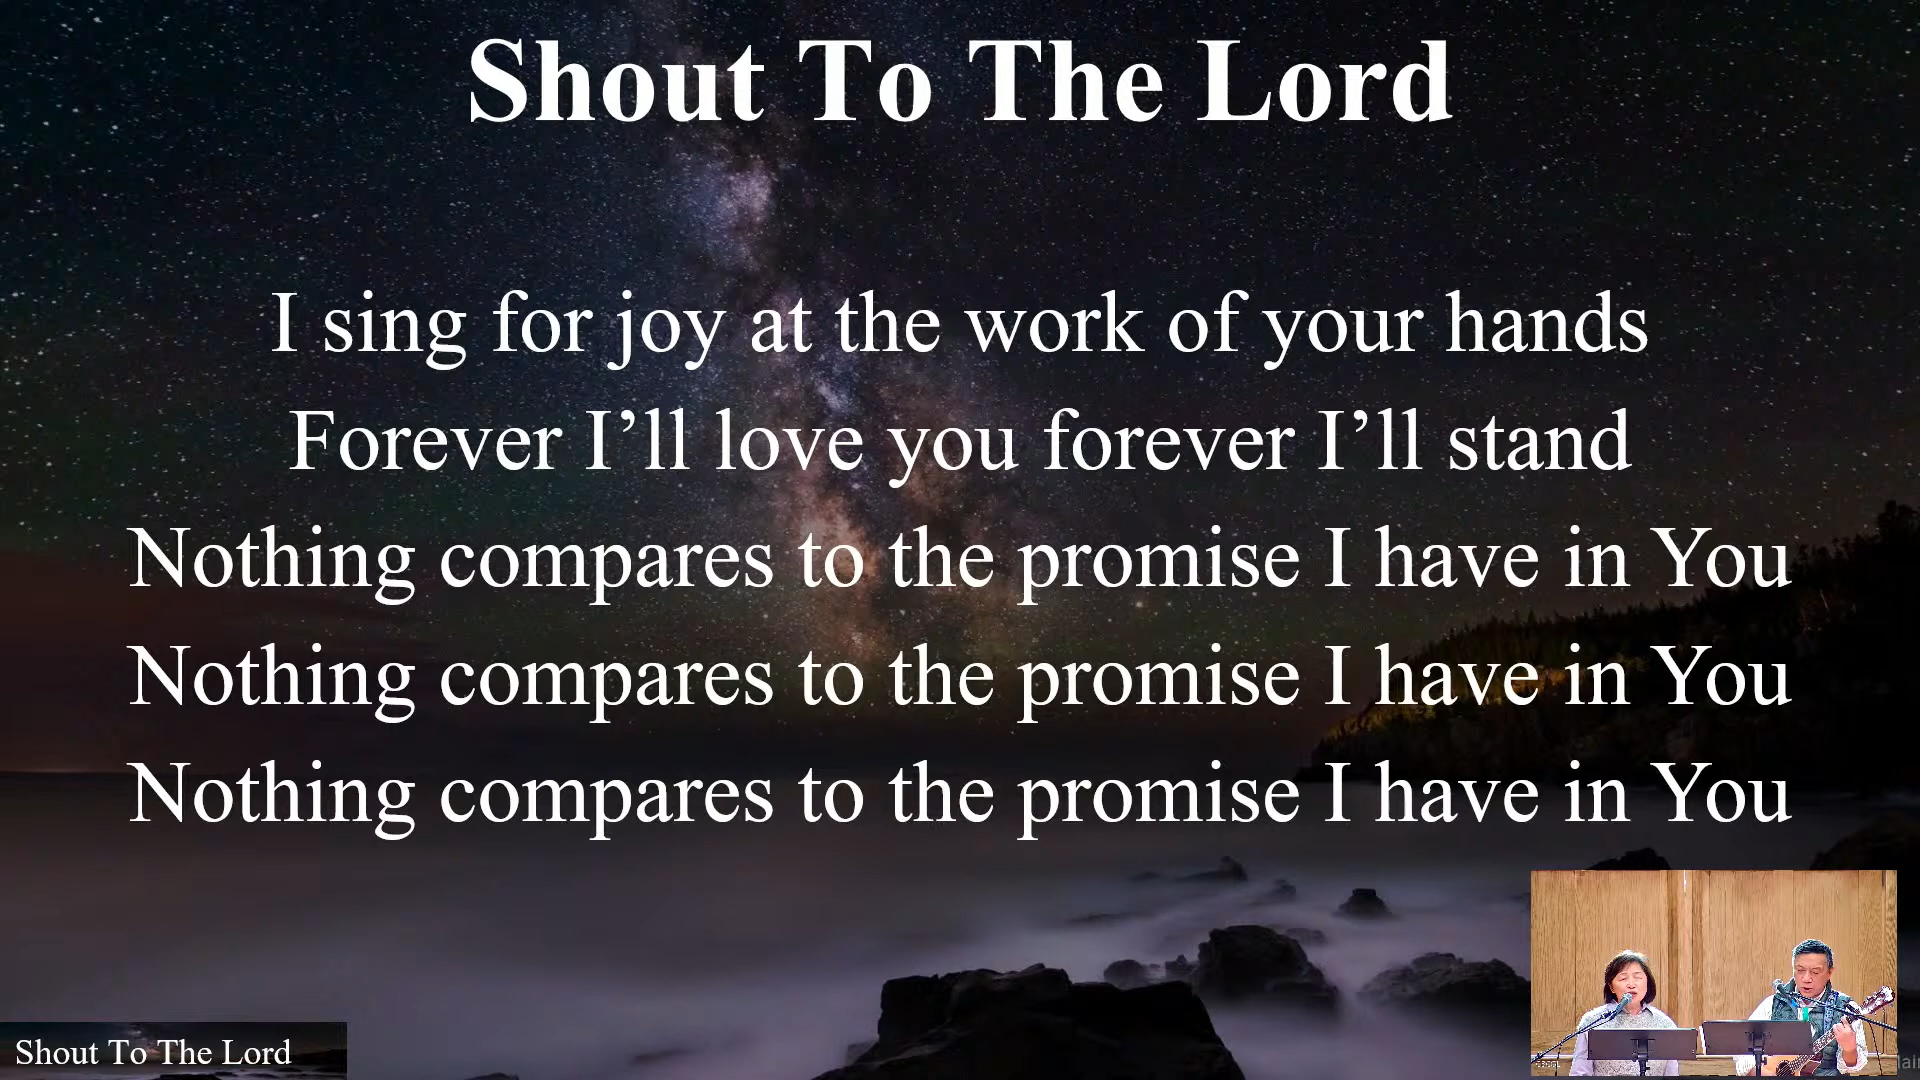 Shout To The Lord
I sing for joy at the work of your hands
Forever I’ll love you forever I’ll stand
Nothing compares to the promise I have in You
Nothing compares to the promise I have in You
Nothing compares to the promise I have in You
Shout To The Lord